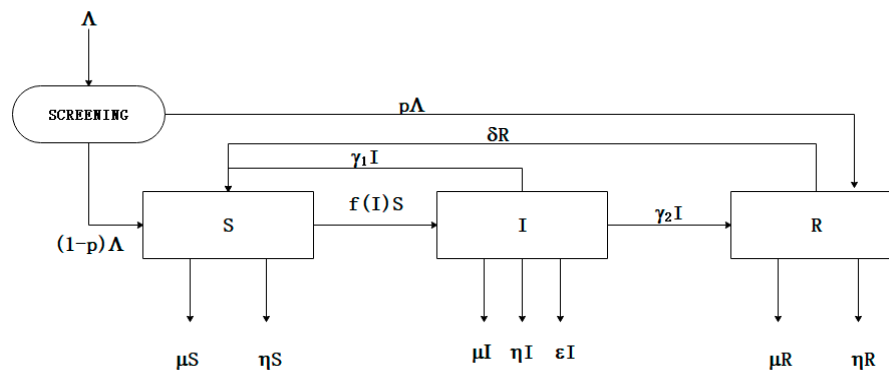 Λ
SCREENING
pΛ
δR
γ₁I
f(I)S
S
I
γ₂I
R
(1-p)Λ
μS
ηS
μI
ηI
εI
μR
ηR